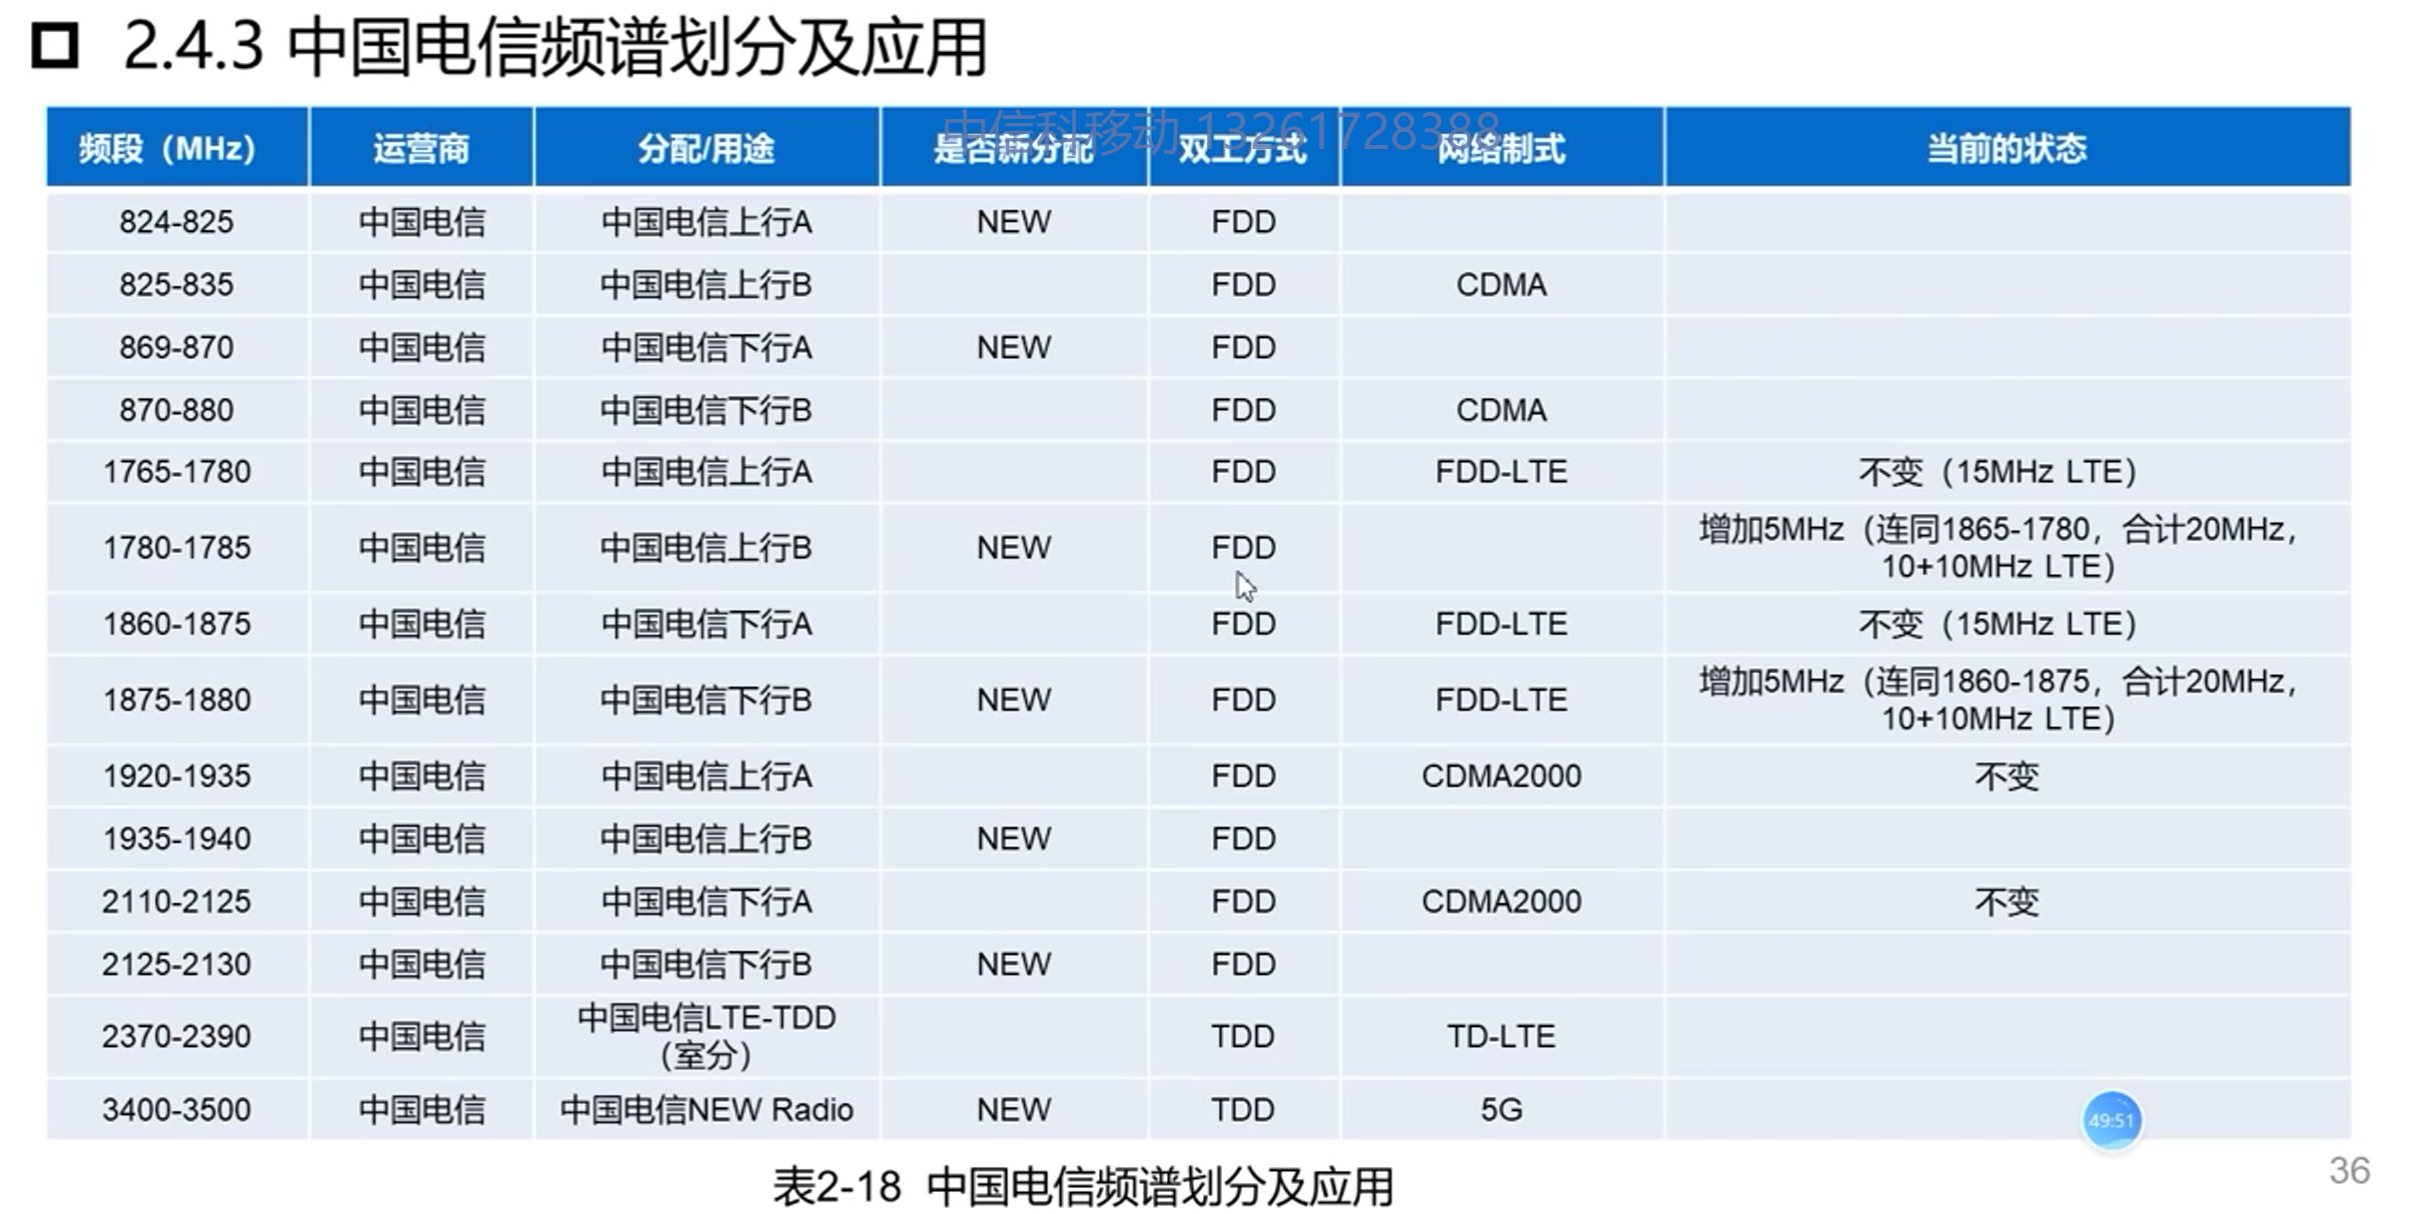 2.4.3 中国电信频谱划分及应用
中信科移动 13261728388
频段（MHz） 运营商 分配/用途 是否新分配 双工方式 网络制式 当前的状态
824-825 中国电信 中国电信上行A NEW FDD
825-835 中国电信 中国电信上行B FDD CDMA
869-870 中国电信 中国电信下行A NEW FDD
870-880 中国电信 中国电信下行B FDD CDMA
1765-1780 中国电信 中国电信上行A FDD FDD-LTE 不变（15MHz LTE）
1780-1785 中国电信 中国电信上行B NEW FDD 增加5MHz（连同1865-1780，合计20MHz，
10+10MHz LTE）
1860-1875 中国电信 中国电信下行A FDD FDD-LTE 不变（15MHz LTE）
1875-1880 中国电信 中国电信下行B NEW FDD FDD-LTE 增加5MHz（连同1860-1875，合计20MHz，
10+10MHz LTE）
1920-1935 中国电信 中国电信上行A FDD CDMA2000 不变
1935-1940 中国电信 中国电信上行B NEW FDD
2110-2125 中国电信 中国电信下行A FDD CDMA2000 不变
2125-2130 中国电信 中国电信下行B NEW FDD
2370-2390 中国电信 中国电信LTE-TDD
（室分） TDD TD-LTE
3400-3500 中国电信 中国电信NEW Radio NEW TDD 5G
49:51
36
表2-18 中国电信频谱划分及应用